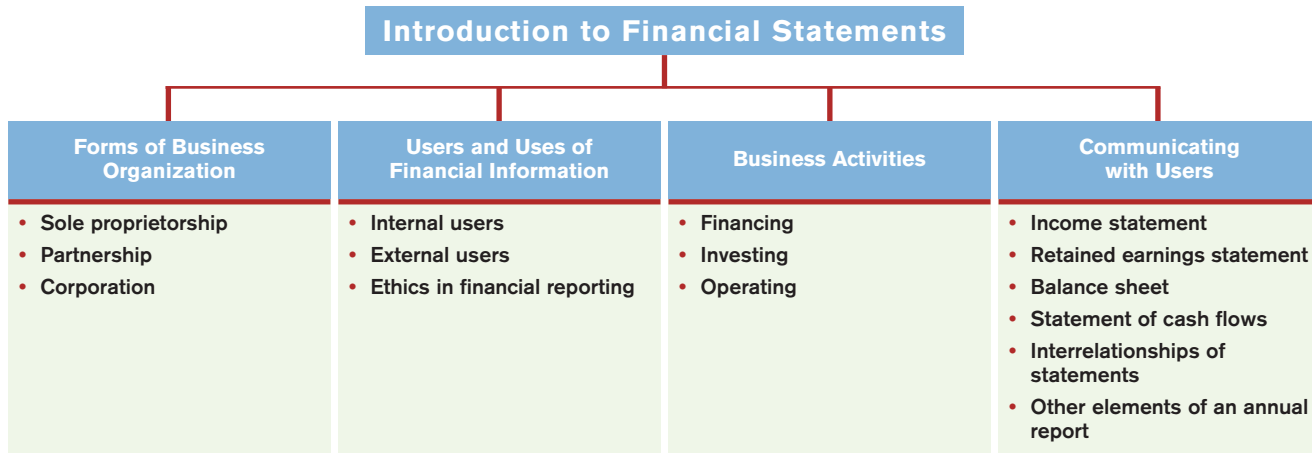 Introduction to Financial Statements
Forms of Business
Organization
• Sole proprietorship
• Partnership
• Corporation
Users and Uses of
Financial Information
• Internal users
• External users
• Ethics in financial reporting
Business Activities
• Financing
• Investing
• Operating
Communicating
with Users
• Income statement
• Retained earnings statement
• Balance sheet
• Statement of cash flows
• Interrelationships of
statements
• Other elements of an annual
report